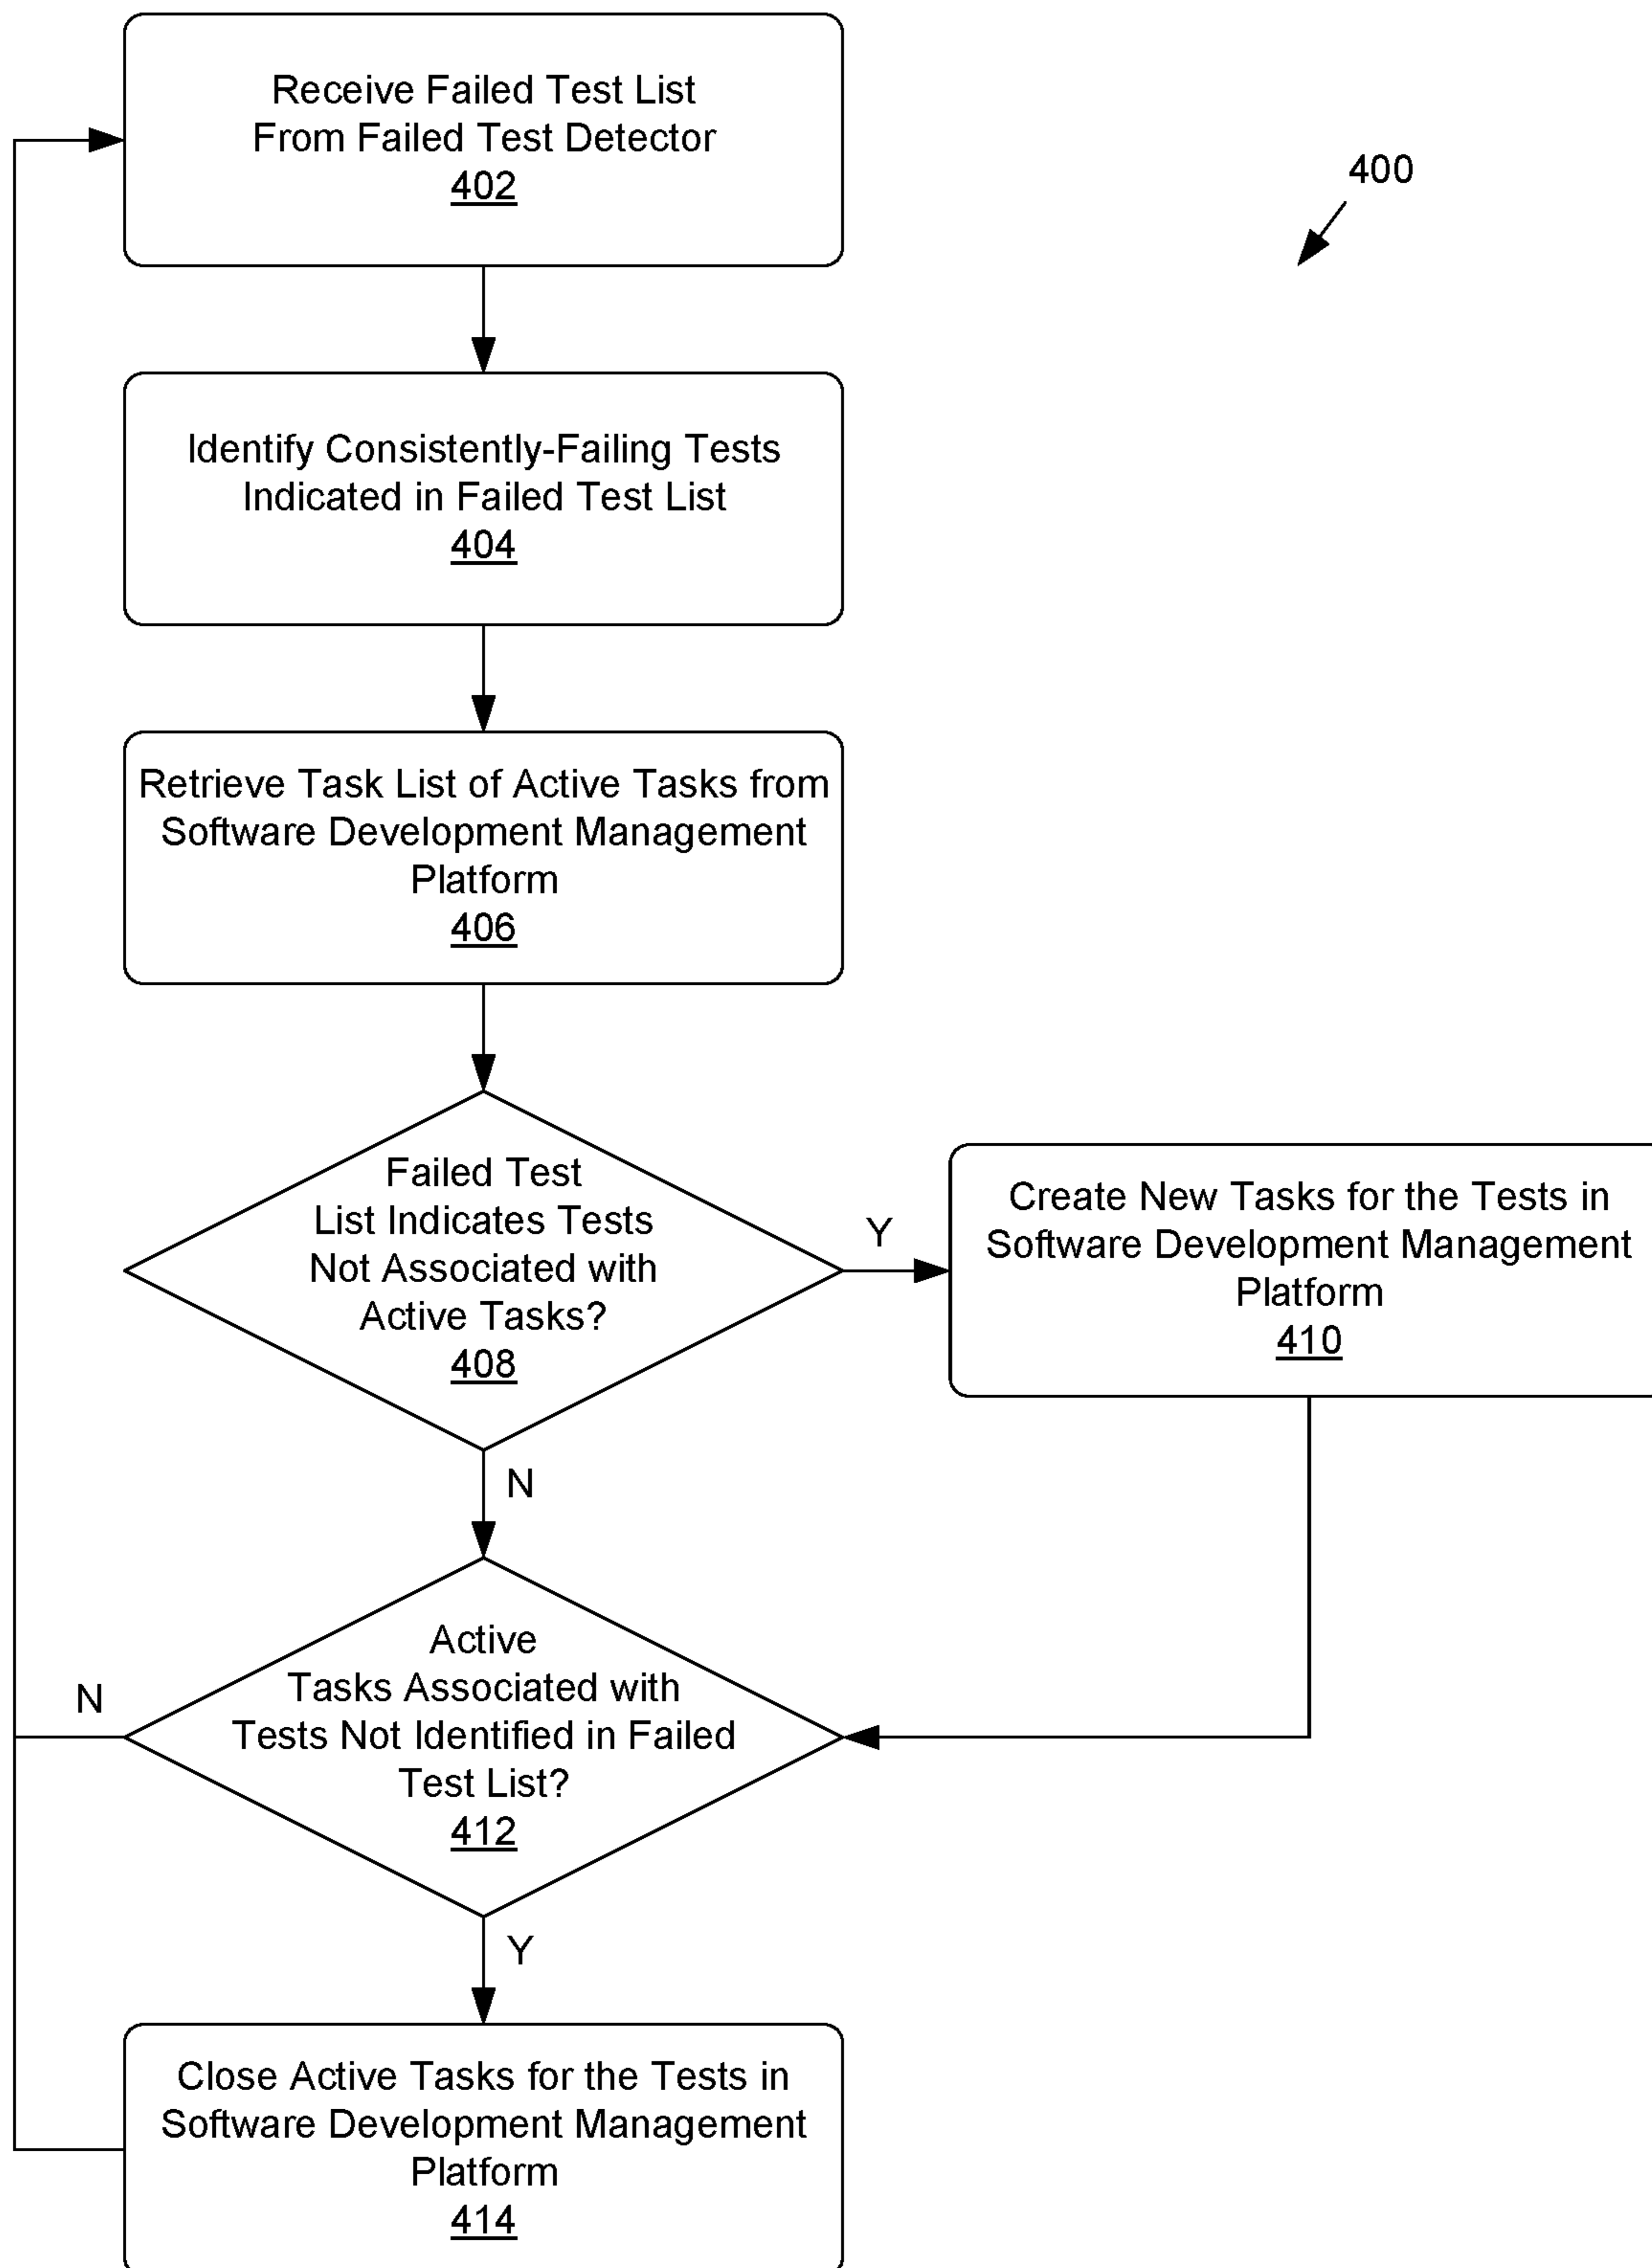 Receive Failed Test List
From Failed Test Detector
402
400
Identify Consistently-Failing Tests
Indicated in Failed Test List
404
Retrieve Task List of Active Tasks from
Software Development Management
Platform
406
Failed Test
List Indicates Tests
Not Associated with
Active Tasks?
408
Y
Create New Tasks for the Tests in
Software Development Management
Platform
410
N
Active
Tasks Associated with
Tests Not Identified in Failed
Test List?
412
N
Y
Close Active Tasks for the Tests in
Software Development Management
Platform
414